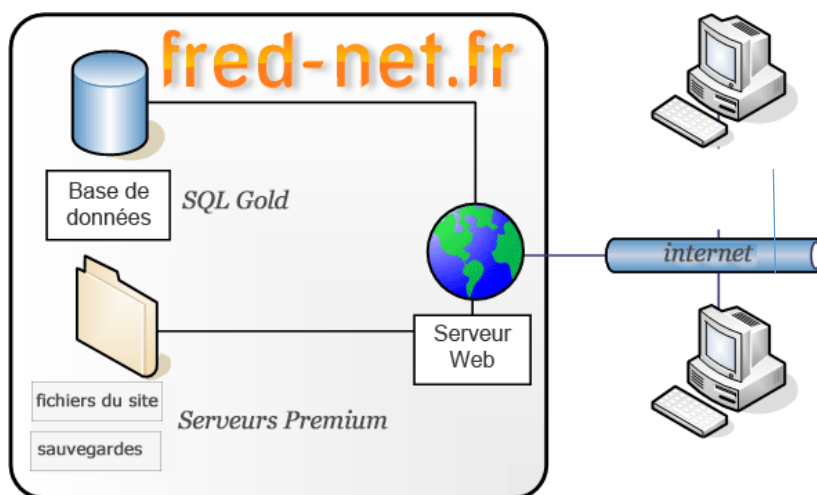 fred-net.fr
Base de
données
SQL Gold
internet
Serveur
Web
fichiers du site
Serveurs Premium
sauvegardes